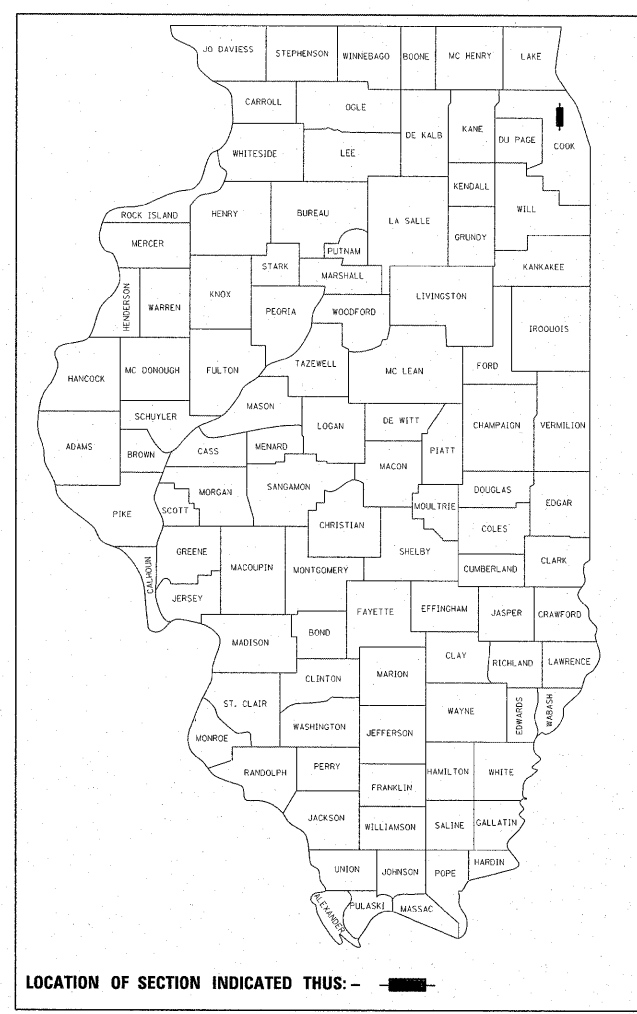 JO DAVIESS STEPHENSON WINNEBAGO BOONE MC HENRY LAKE
CARROLL OGLE DE KALB KANE DU PAGE COOK
WHITESIDE LEE KENDALL
ROCK ISLAND HENRY BUREAU LA SALLE GRUNDY WILL
MERCER PUTNAM
STARK MARSHALL KANKAKEE
HENDERSON WARREN KNOX PEORIA WOODFORD LIVINGSTON IROQUOIS
HANCOCK MC DONOUGH FULTON TAZEWELL MC LEAN FORD
SCHUYLER MASON LOGAN DE WITT CHAMPAIGN VERMILION
ADAMS BROWN CASS MENARD MACON PIATT
PIKE SCOTT MORGAN SANGAMON CHRISTIAN MOULTRIE DOUGLAS EDGAR
COLES
CALHOUN GREENE MACOUPIN MONTGOMERY SHELBY CUMBERLAND CLARK
JERSEY FAYETTE EFFINGHAM JASPER CRAWFORD
MADISON BOND CLAY RICHLAND LAWRENCE
CLINTON MARION
ST. CLAIR WASHINGTON JEFFERSON WAYNE EDWARDS WABASH
MONROE
RANDOLPH PERRY FRANKLIN HAMILTON WHITE
JACKSON WILLIAMSON SALINE GALLATIN
UNION JOHNSON POPE HARDIN
ALEXANDER PULASKI MASSAC
LOCATION OF SECTION INDICATED THUS: -